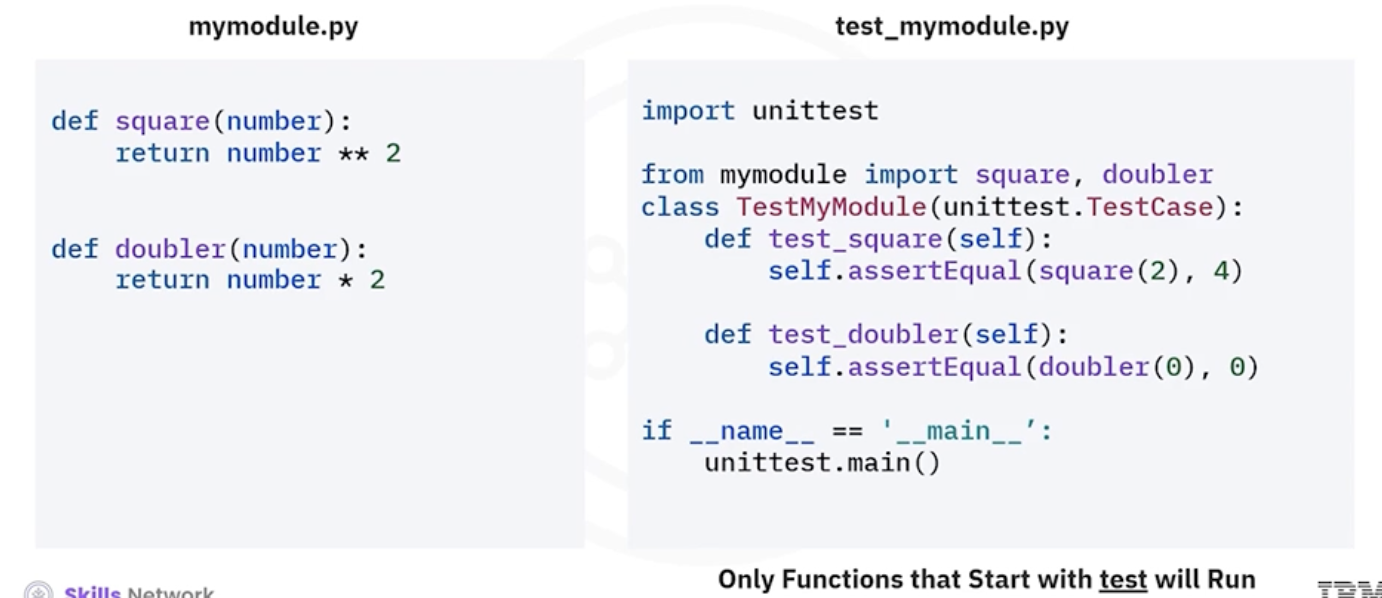 mymodule.py
def square(number):
    return number ** 2
def doubler(number):
    return number * 2
test_mymodule.py
import unittest
from mymodule import square, doubler
class TestMyModule(unittest.TestCase):
    def test_square(self):
        self.assertEqual(square(2), 4)
    def test_doubler(self):
        self.assertEqual(doubler(0), 0)
if __name__ == '__main__’:
    unittest.main()
Only Functions that Start with test will Run
Skills Network
IBM